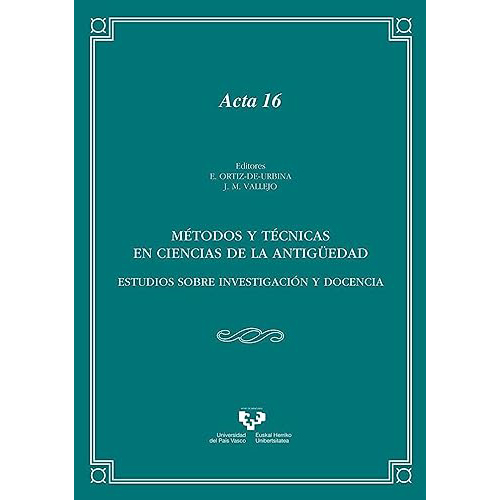 Acta 16
Editores
E. ORTIZ-DE-URBINA
J. M. VALLEJO
MÉTODOS Y TÉCNICAS
EN CIENCIAS DE LA ANTIGÜEDAD
ESTUDIOS SOBRE INVESTIGACIÓN Y DOCENCIA
Universidad del País Vasco
Euskal Herriko Unibertsitatea